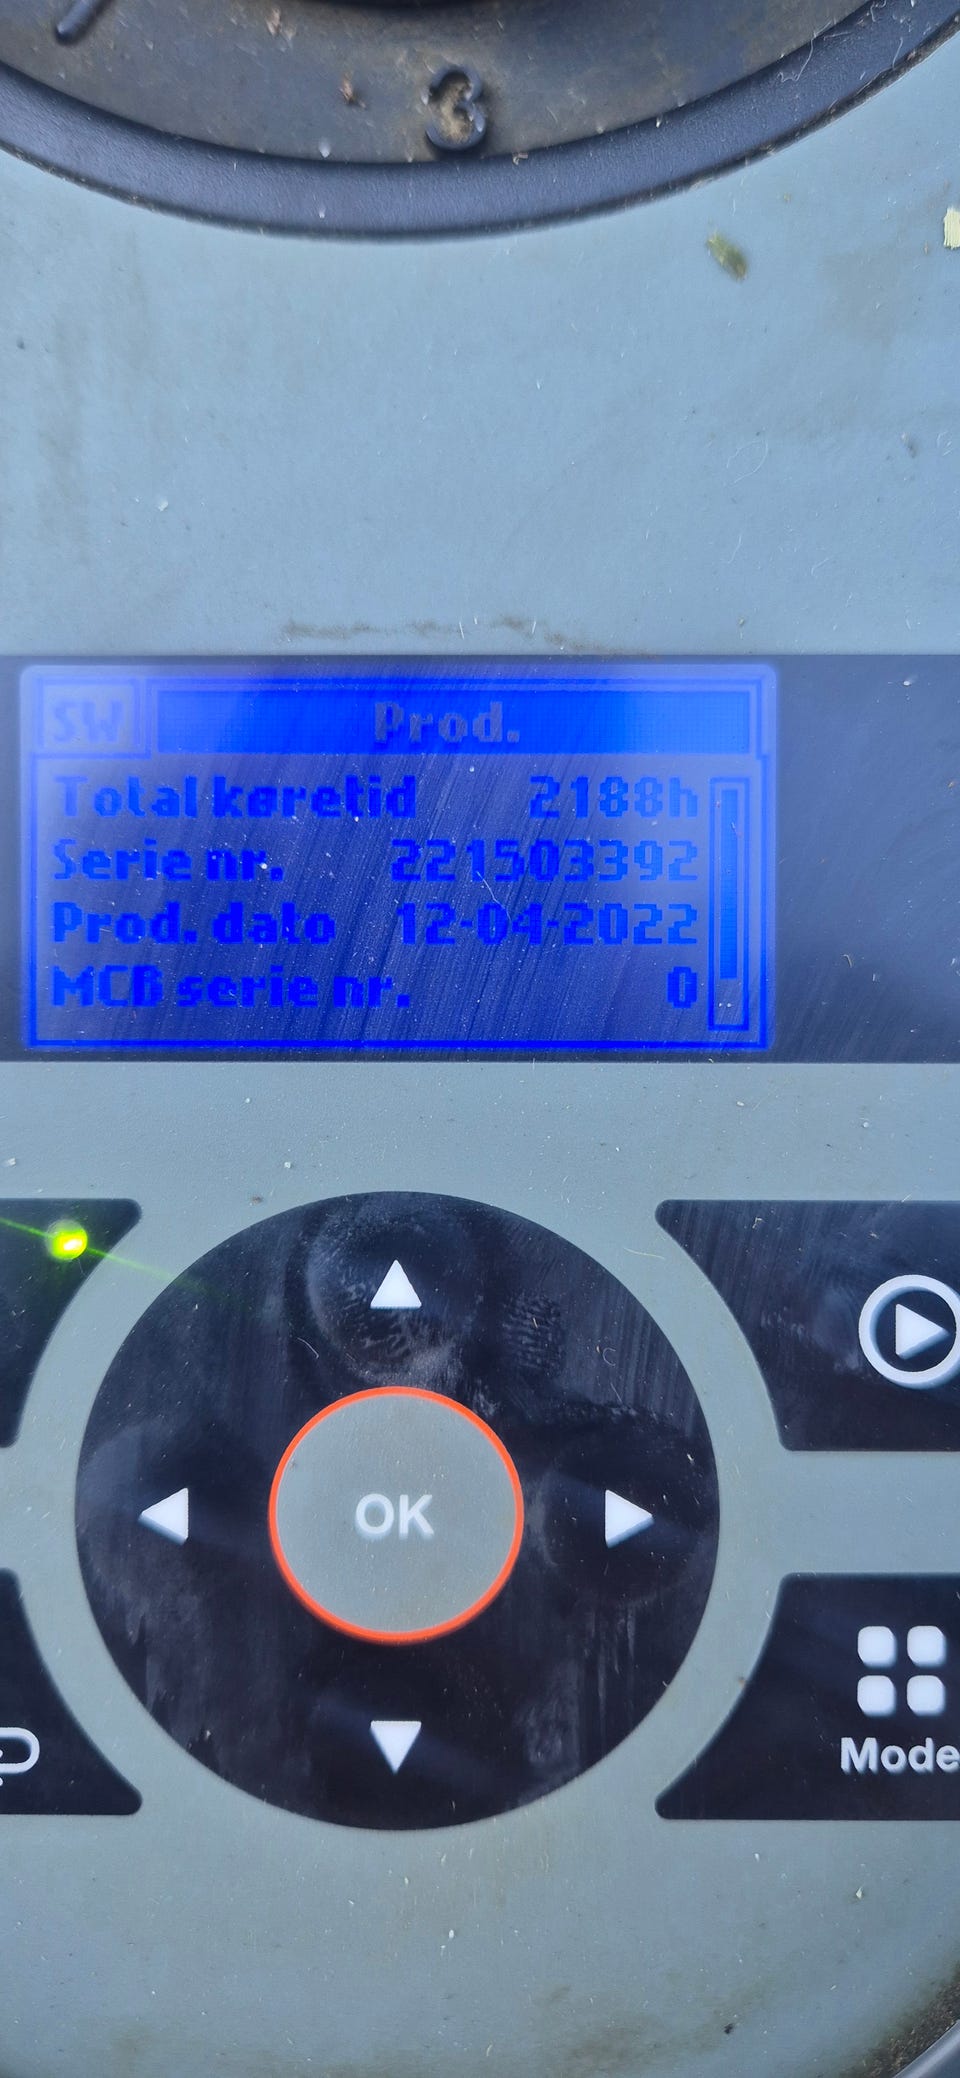 3
SW Prod.
Total køretid 2188h
Serie nr. 221503392
Prod. dato 12-04-2022
MCB serie nr. 0
OK
Mode